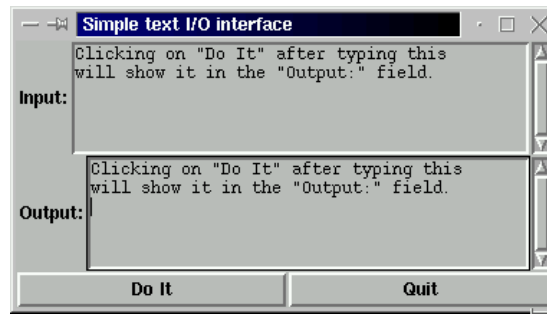 Simple text I/O interface
Input:
Clicking on "Do It" after typing this
will show it in the "Output:" field.
Output:
Clicking on "Do It" after typing this
will show it in the "Output:" field.
Do It Quit